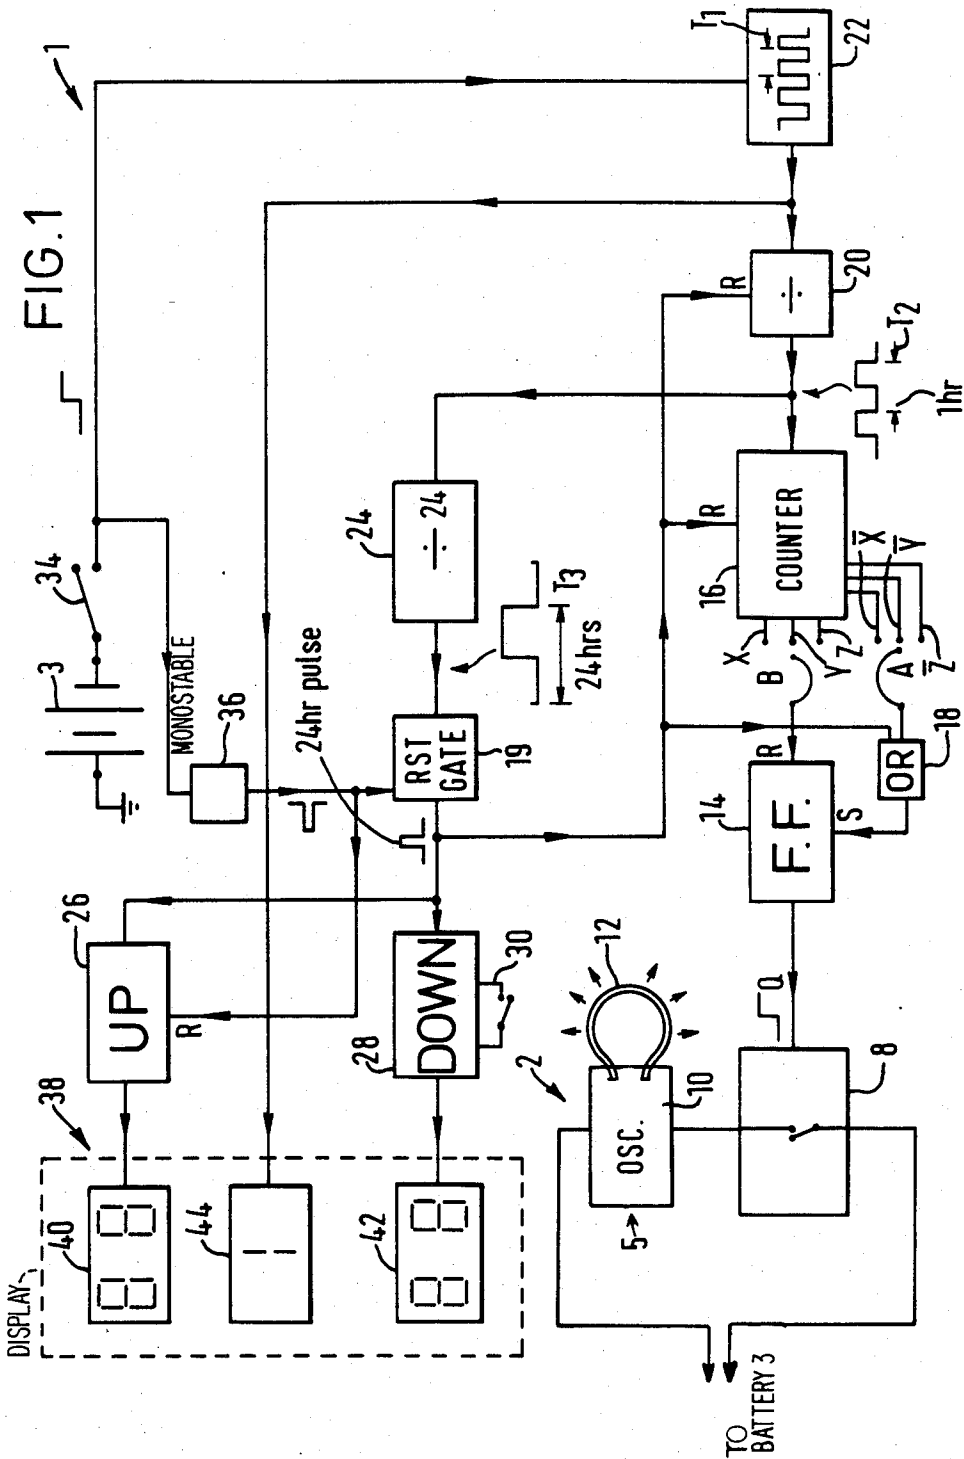 FIG.1
1
DISPLAY
38
40
44
42
UP
26
R
DOWN
28
30
MONOSTABLE
36
3
34
24hr pulse
RST
GATE
19
24hrs
T3
24
÷ 24
T1
22
÷
R
20
T2
1hr
COUNTER
16
R
X
Y
Z
B
A
X̅
Y̅
Z̅
OR
18
F.F.
14
R
S
Q
8
2
5
OSC.
10
12
TO
BATTERY 3